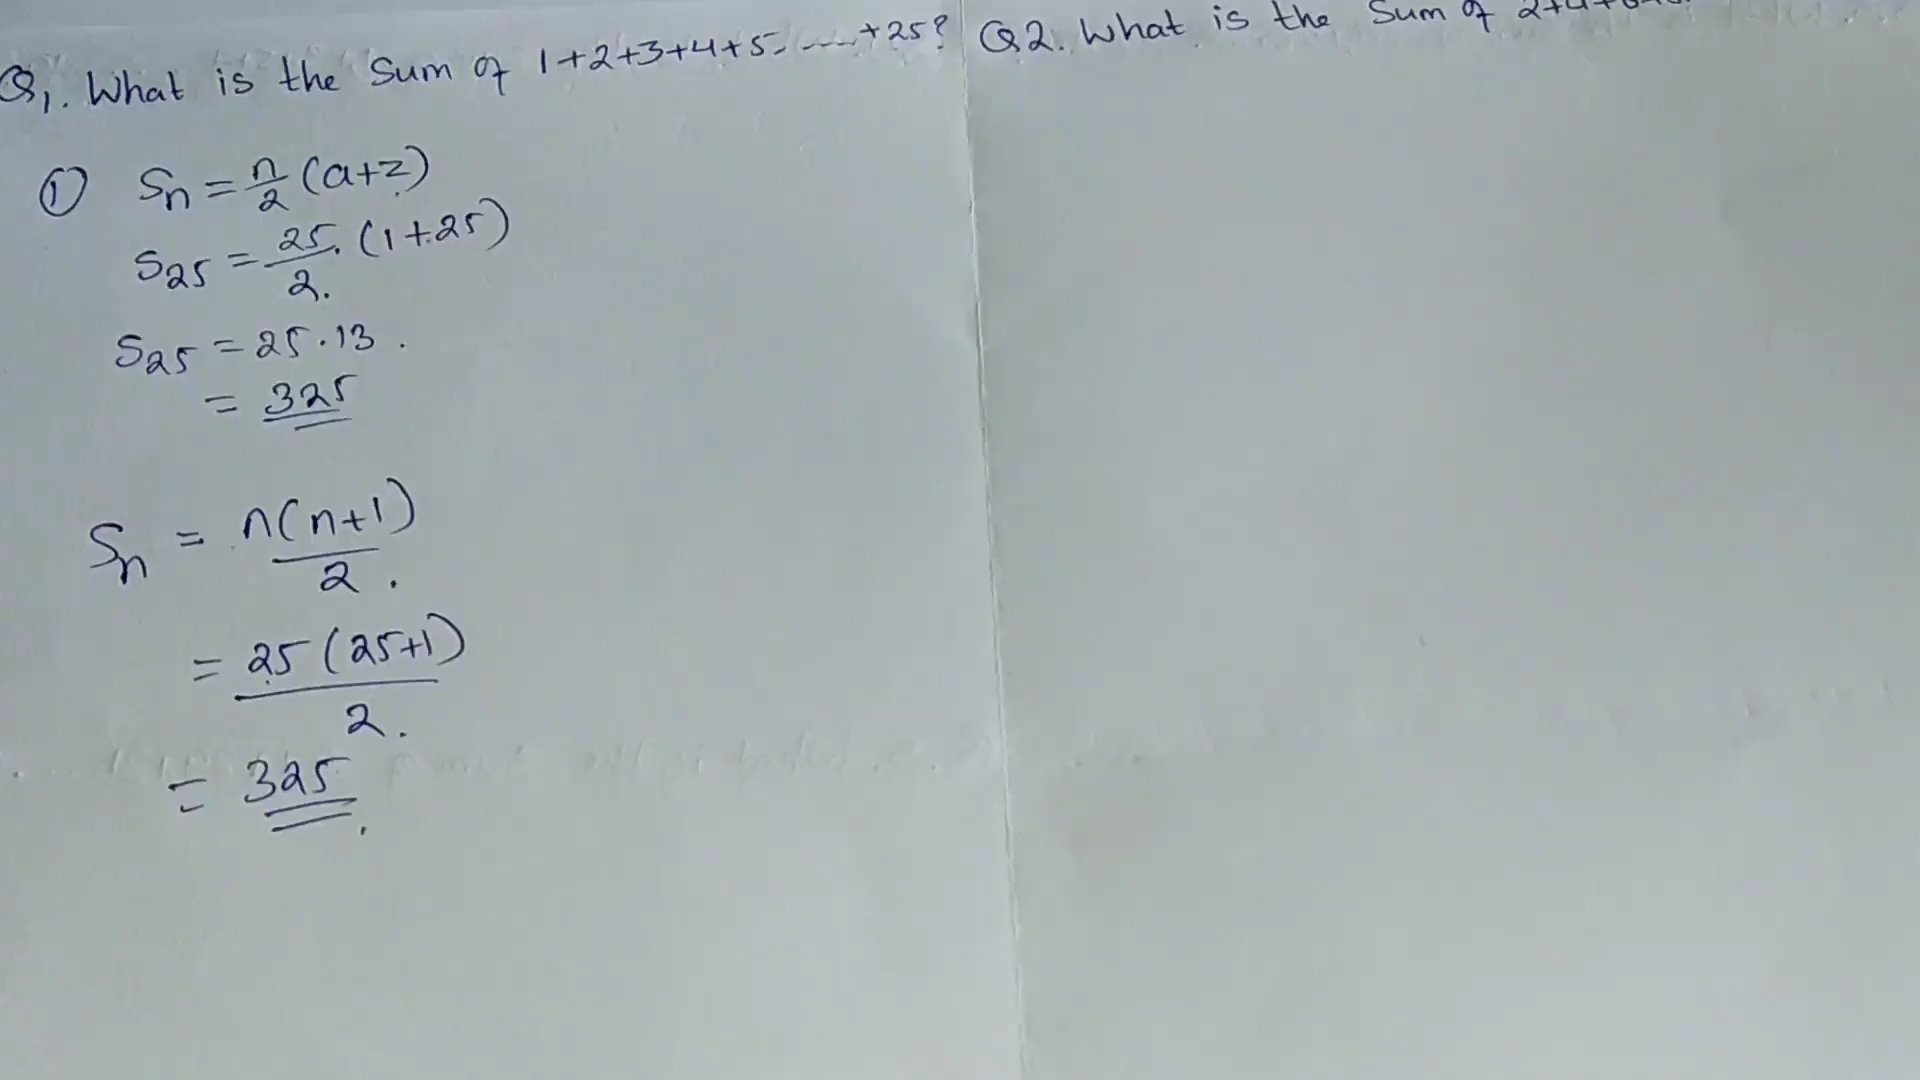 Q1. What is the Sum of 1+2+3+4+5- ----- +25?
① Sn = n/2 (a+z)
S25 = 25/2. (1+25)
S25 = 25.13.
= 325
Sn = n(n+1)/2.
= 25(25+1)/2.
= 325
Q2. What is the Sum of 2+4+